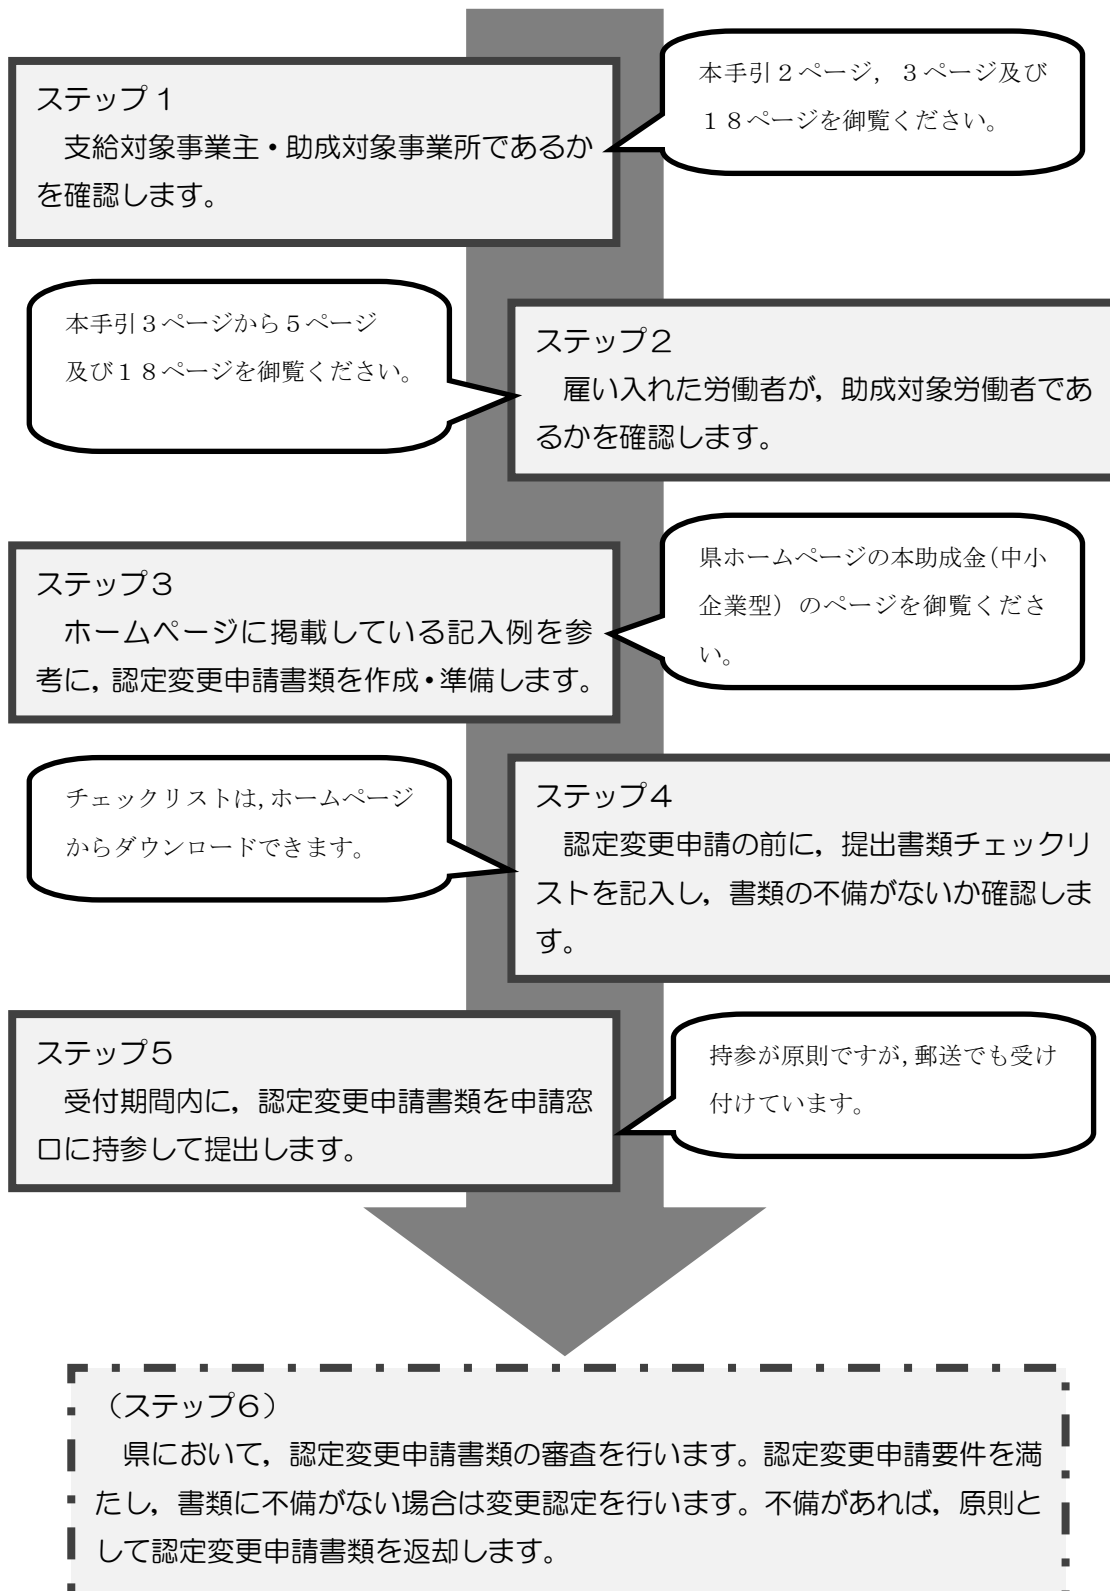 ステップ１
支給対象事業主・助成対象事業所であるか
を確認します。
本手引２ページ，３ページ及び
１８ページを御覧ください。
本手引３ページから５ページ
及び１８ページを御覧ください。
ステップ２
雇い入れた労働者が，助成対象労働者であ
るかを確認します。
ステップ３
ホームページに掲載している記入例を参
考に，認定変更申請書類を作成・準備します。
県ホームページの本助成金（中小
企業型）のページを御覧くださ
い。
チェックリストは，ホームページ
からダウンロードできます。
ステップ４
認定変更申請の前に，提出書類チェックリ
ストを記入し，書類の不備がないか確認しま
す。
ステップ５
受付期間内に，認定変更申請書類を申請窓
口に持参して提出します。
持参が原則ですが，郵送でも受け
付けています。
（ステップ６）
県において，認定変更申請書類の審査を行います。認定変更申請要件を満
たし，書類に不備がない場合は変更認定を行います。不備があれば，原則と
して認定変更申請書類を返却します。